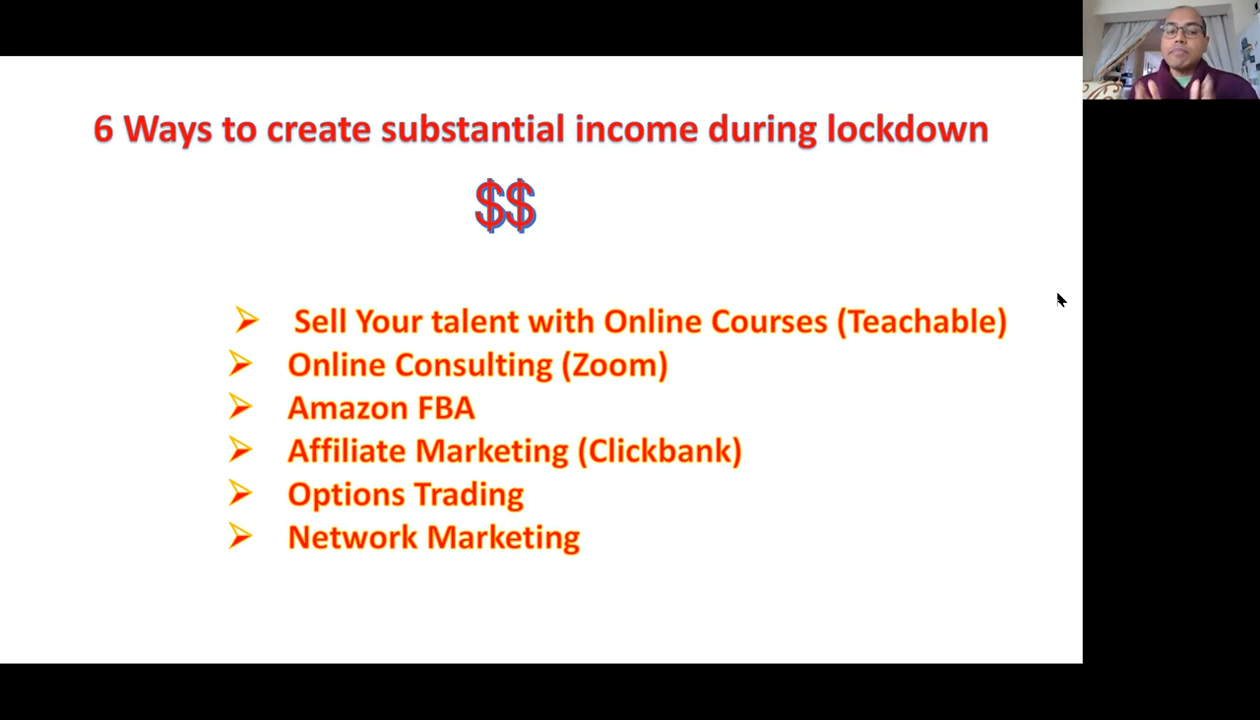 6 Ways to create substantial income during lockdown
$$
Sell Your talent with Online Courses (Teachable)
Online Consulting (Zoom)
Amazon FBA
Affiliate Marketing (Clickbank)
Options Trading
Network Marketing